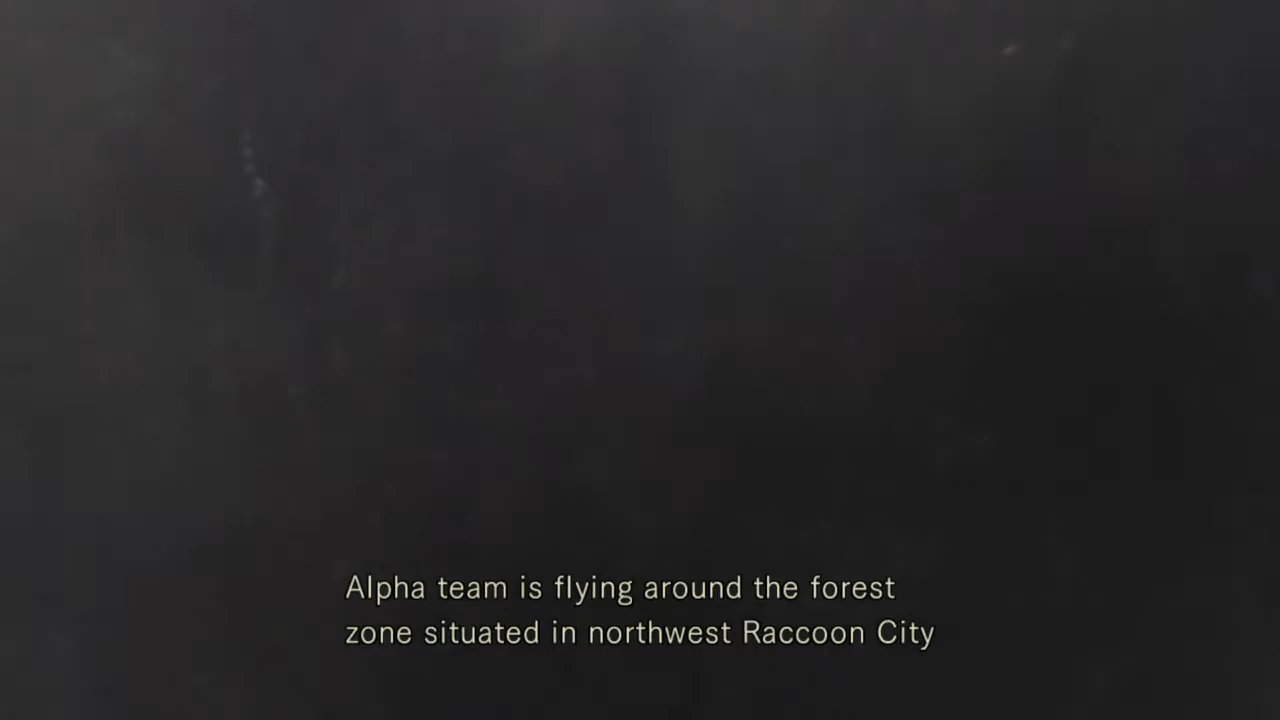 Alpha team is flying around the forest
zone situated in northwest Raccoon City